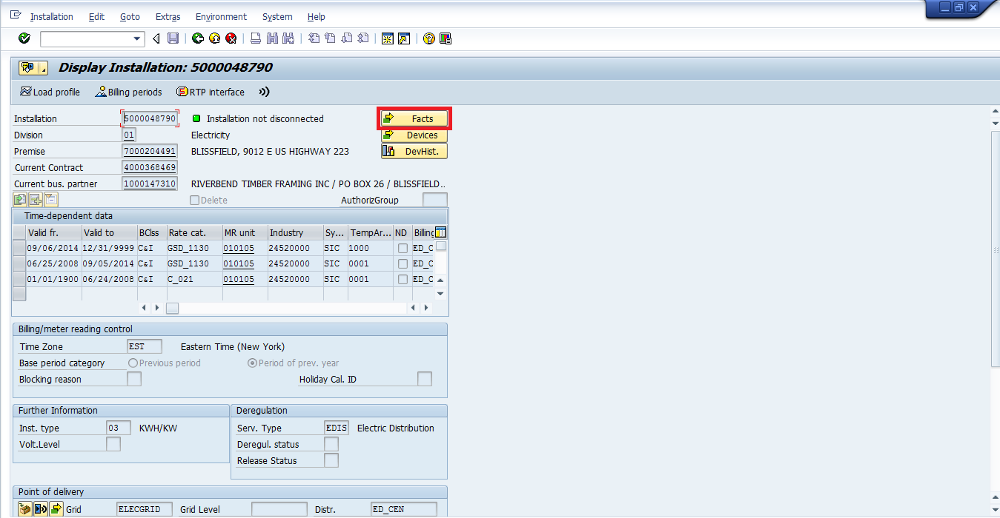 Installation Edit Goto Extras Environment System Help
Display Installation: 5000048790
Load profile Billing periods RTP interface
Installation 5000048790 Installation not disconnected Facts
Division 01 Electricity Devices
Premise 7000204491 BLISSFIELD, 9012 E US HIGHWAY 223 DevHist.
Current Contract 4000368469
Current bus. partner 1000147310 RIVERBEND TIMBER FRAMING INC / PO BOX 26 / BLISSFIELD...
Delete AuthorizGroup
Time-dependent data
Valid fr. Valid to BClss Rate cat. MR unit Industry Sy... TempAr... ND Billing
09/06/2014 12/31/9999 C&I GSD_1130 010105 24520000 SIC 1000 ED_C
06/25/2008 09/05/2014 C&I GSD_1130 010105 24520000 SIC 0001 ED_C
01/01/1900 06/24/2008 C&I C_021 010105 24520000 SIC 0001 ED_C
Billing/meter reading control
Time Zone EST Eastern Time (New York)
Base period category Previous period Period of prev. year
Blocking reason Holiday Cal. ID
Further Information Deregulation
Inst. type 03 KWH/KW Serv. Type EDIS Electric Distribution
Volt.Level Deregul. status
Release Status
Point of delivery
Grid ELECGRID Grid Level Distr. ED_CEN